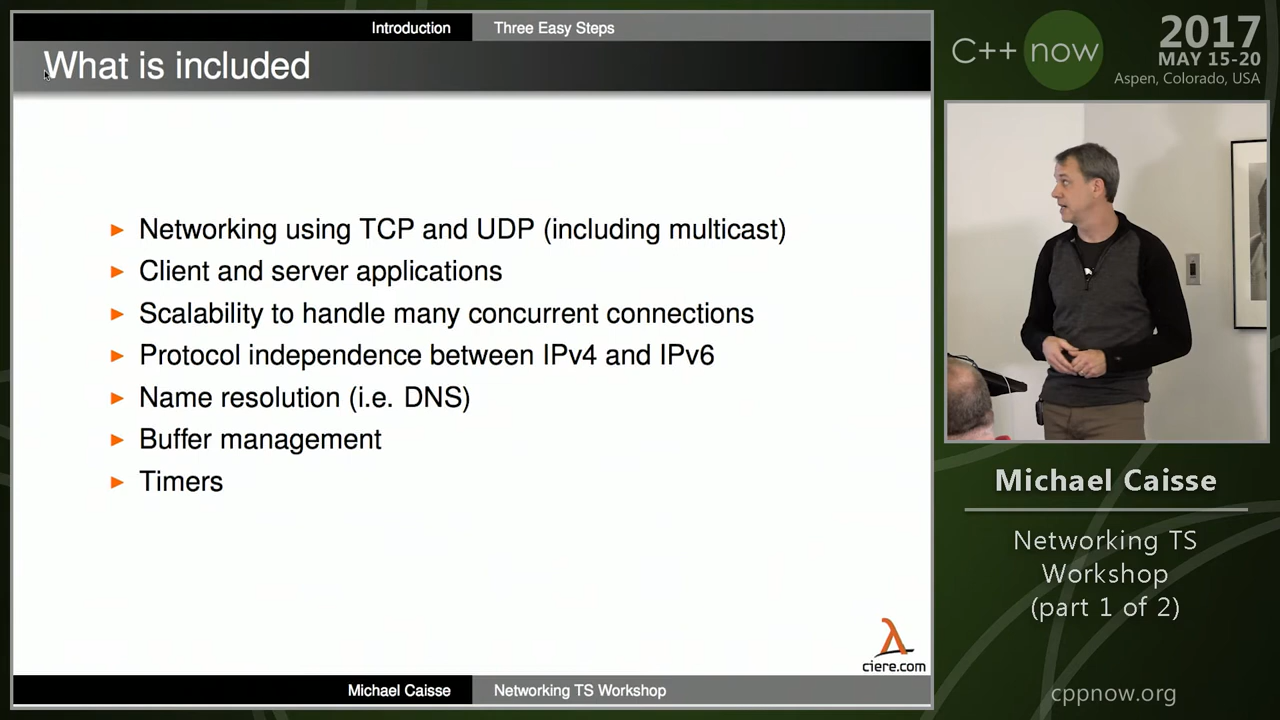 Introduction
Three Easy Steps
What is included
Networking using TCP and UDP (including multicast)
Client and server applications
Scalability to handle many concurrent connections
Protocol independence between IPv4 and IPv6
Name resolution (i.e. DNS)
Buffer management
Timers
ciere.com
Michael Caisse
Networking TS Workshop
C++ now
2017
MAY 15-20
Aspen, Colorado, USA
Michael Caisse
Networking TS
Workshop
(part 1 of 2)
cppnow.org